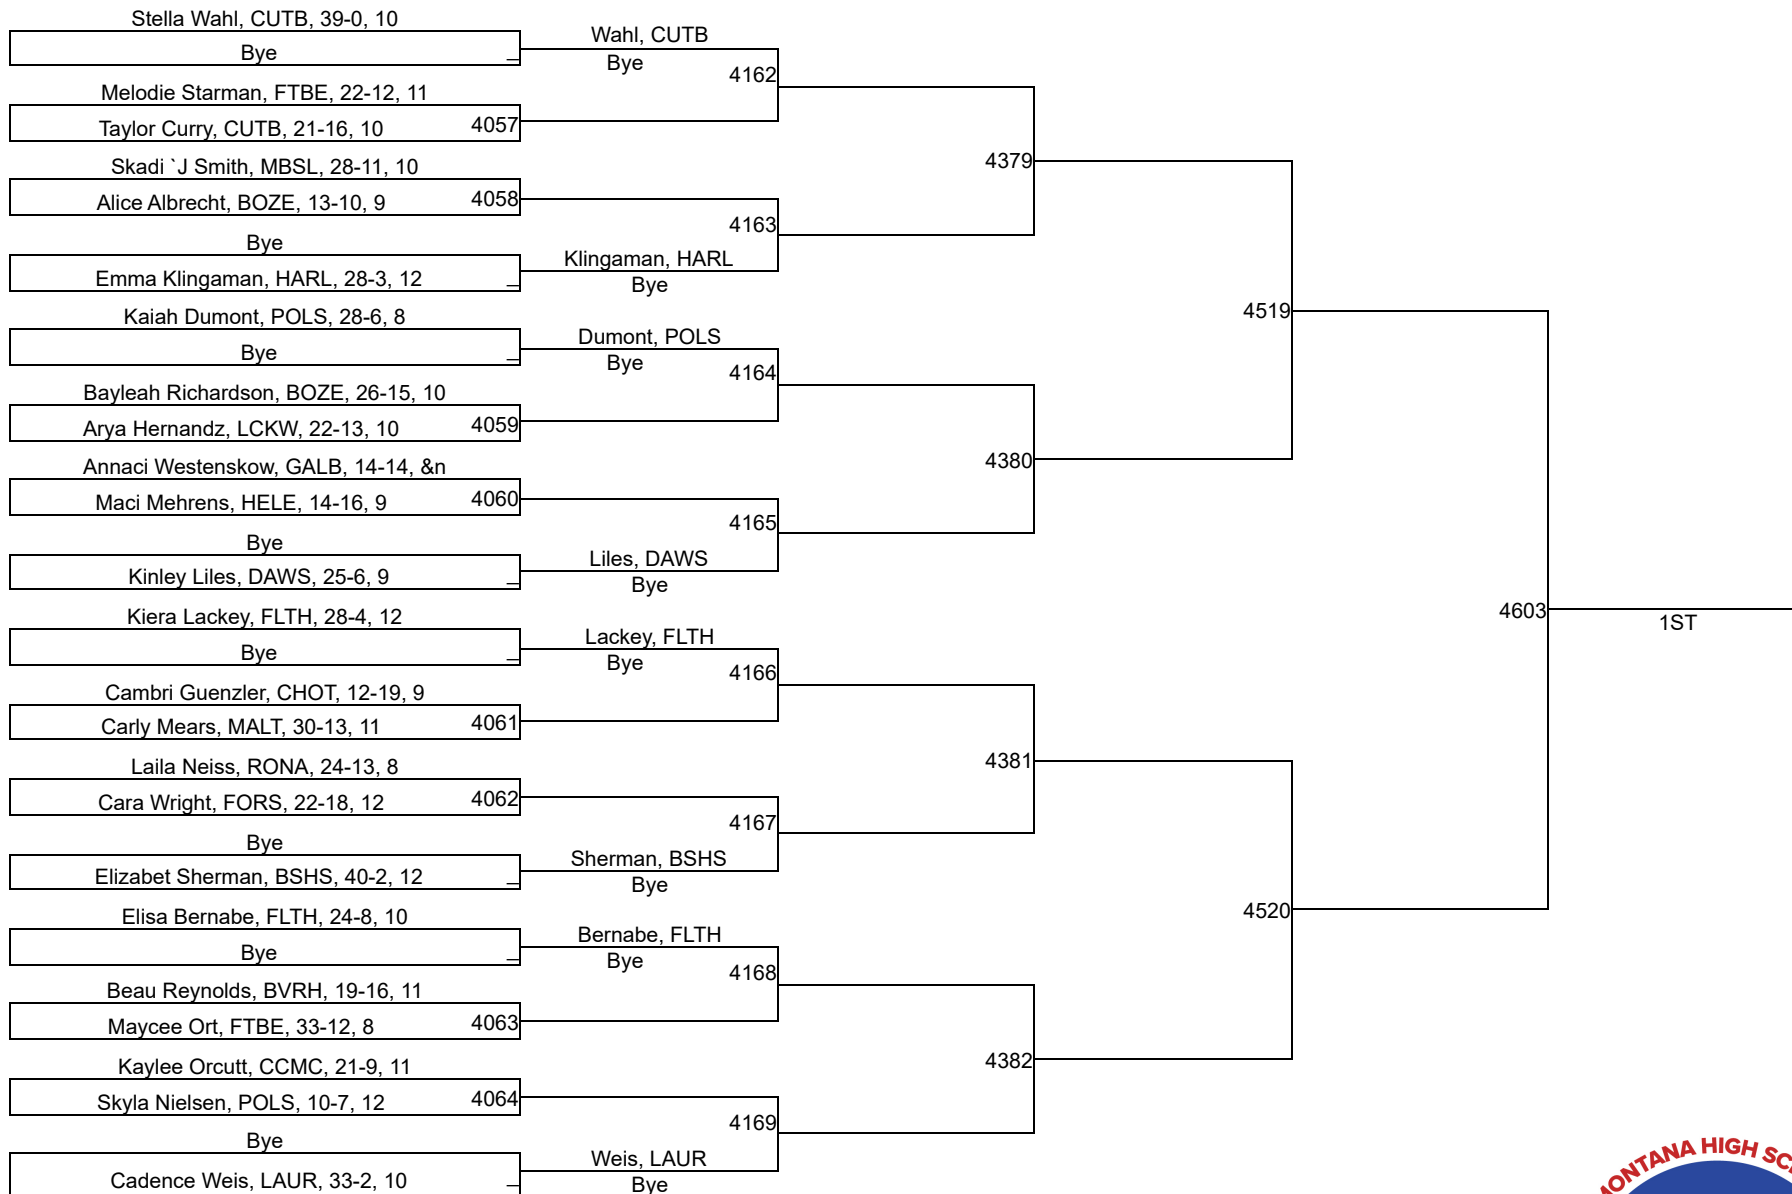 Stella Wahl, CUTB, 39-0, 10
Bye _
Wahl, CUTB
Bye
4162
Melodie Starman, FTBE, 22-12, 11
Taylor Curry, CUTB, 21-16, 10 4057
4379
Skadi `J Smith, MBSL, 28-11, 10
Alice Albrecht, BOZE, 13-10, 9 4058
4163
Bye
Emma Klingaman, HARL, 28-3, 12 _
Klingaman, HARL
Bye
4519
Kaiah Dumont, POLS, 28-6, 8
Bye _
Dumont, POLS
Bye
4164
Bayleah Richardson, BOZE, 26-15, 10
Arya Hernandz, LCKW, 22-13, 10 4059
4380
Annaci Westenskow, GALB, 14-14, &n
Maci Mehrens, HELE, 14-16, 9 4060
4165
Bye
Kinley Liles, DAWS, 25-6, 9 _
Liles, DAWS
Bye
4603
1ST
Kiera Lackey, FLTH, 28-4, 12
Bye _
Lackey, FLTH
Bye
4166
Cambri Guenzler, CHOT, 12-19, 9
Carly Mears, MALT, 30-13, 11 4061
4381
Laila Neiss, RONA, 24-13, 8
Cara Wright, FORS, 22-18, 12 4062
4167
Bye
Elizabet Sherman, BSHS, 40-2, 12 _
Sherman, BSHS
Bye
4520
Elisa Bernabe, FLTH, 24-8, 10
Bye _
Bernabe, FLTH
Bye
4168
Beau Reynolds, BVRH, 19-16, 11
Maycee Ort, FTBE, 33-12, 8 4063
4382
Kaylee Orcutt, CCMC, 21-9, 11
Skyla Nielsen, POLS, 10-7, 12 4064
4169
Bye
Cadence Weis, LAUR, 33-2, 10 _
Weis, LAUR
Bye
MONTANA HIGH SC